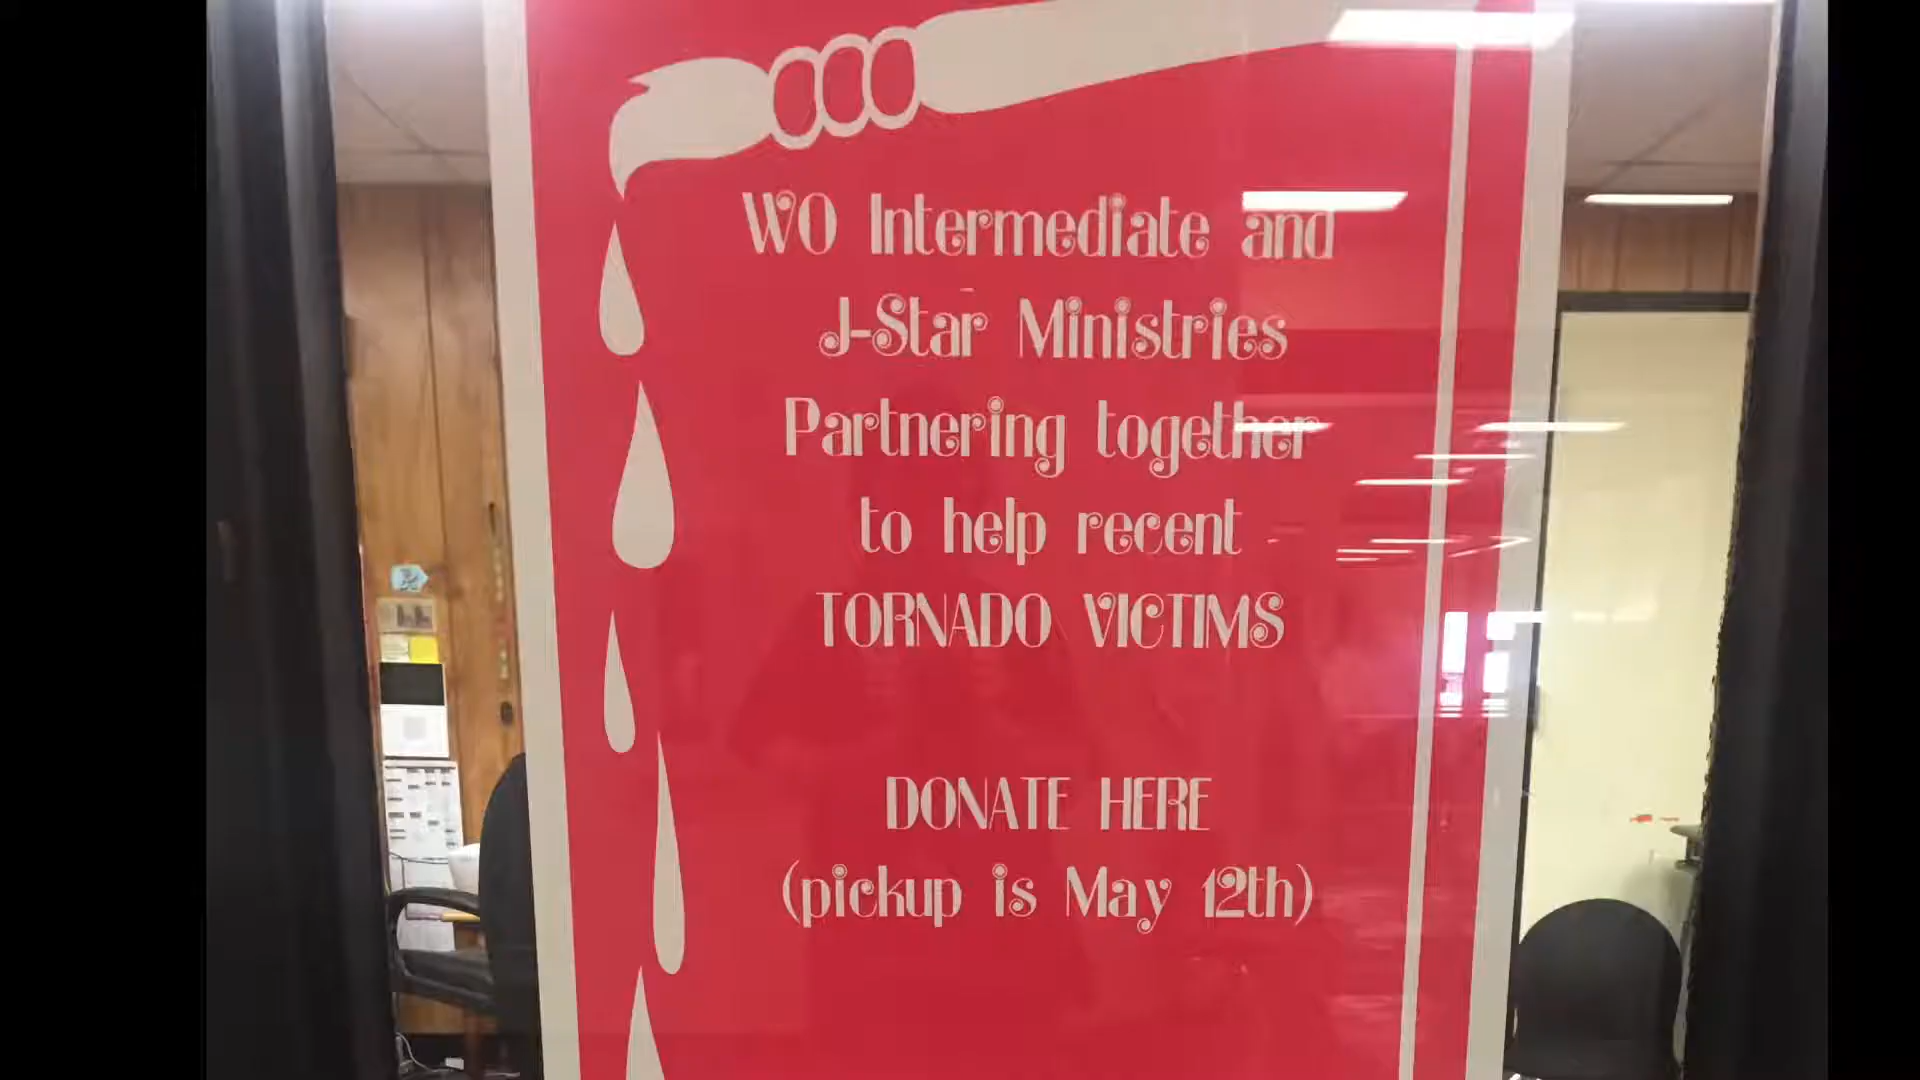 WO Intermediate and
J-Star Ministries
Partnering together
to help recent
TORNADO VICTIMS
DONATE HERE
(pickup is May 12th)